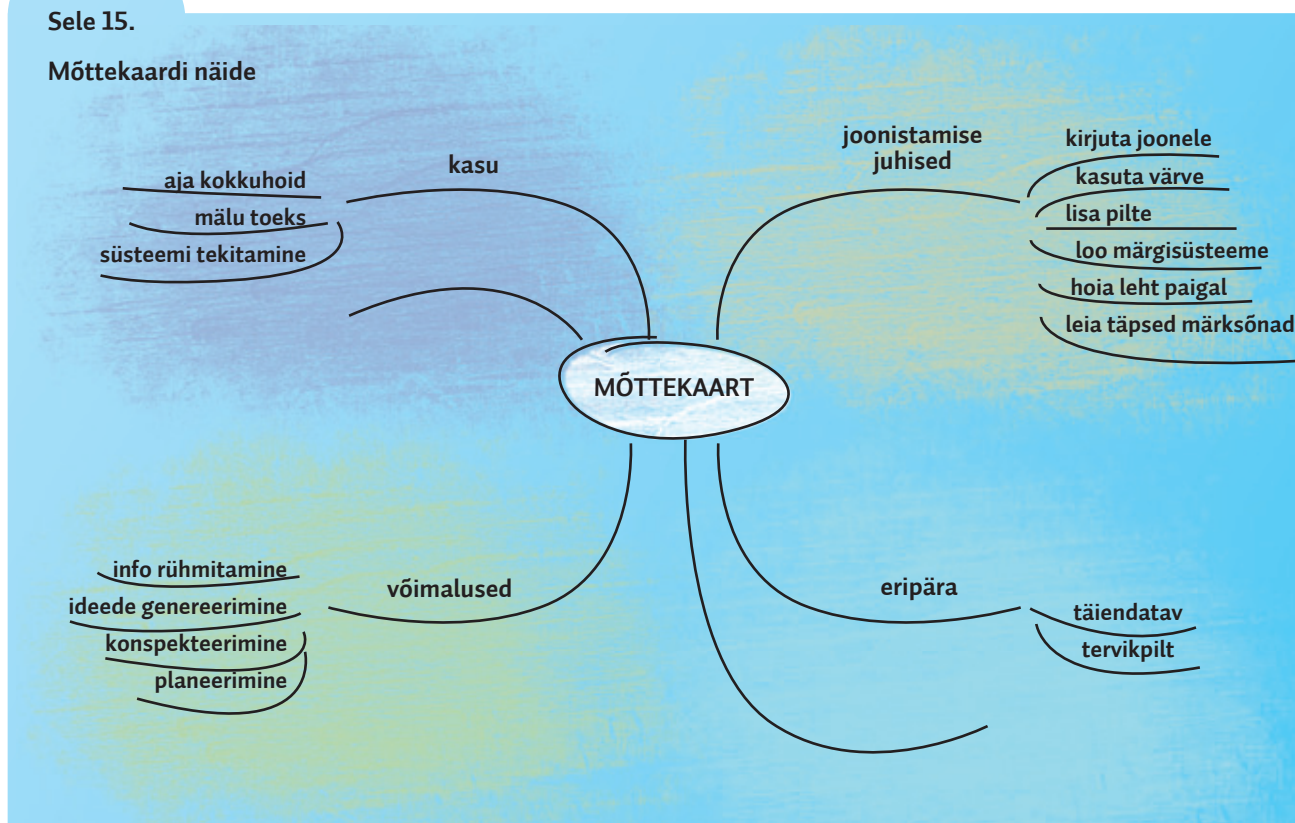 Sele 15.
Mõttekaardi näide
kasu
aja kokkuhoid
mälu toeks
süsteemi tekitamine
joonistamise
juhised
kirjuta joonele
kasuta värve
lisa pilte
loo märgisüsteeme
hoia leht paigal
leia täpsed märksõnad
MÕTTEKAART
võimalused
info rühmitamine
ideede genereerimine
konspekteerimine
planeerimine
eripära
täiendatav
tervikpilt